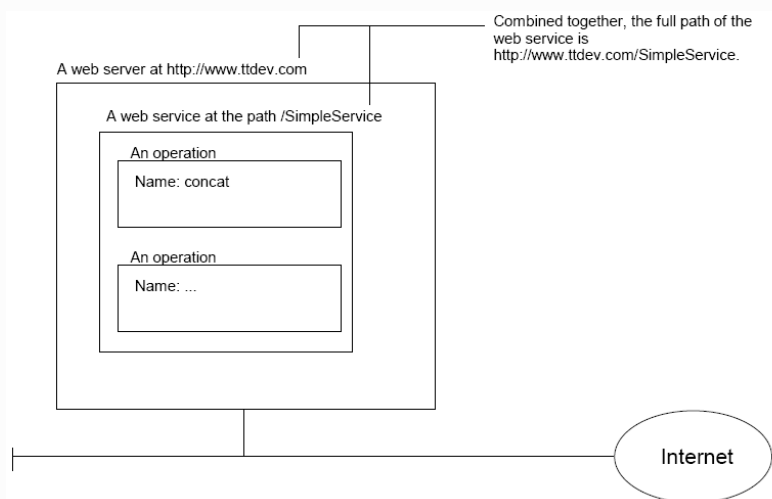 Combined together, the full path of the
web service is
http://www.ttdev.com/SimpleService.
A web server at http://www.ttdev.com
A web service at the path /SimpleService
An operation
Name: concat
An operation
Name: ...
Internet